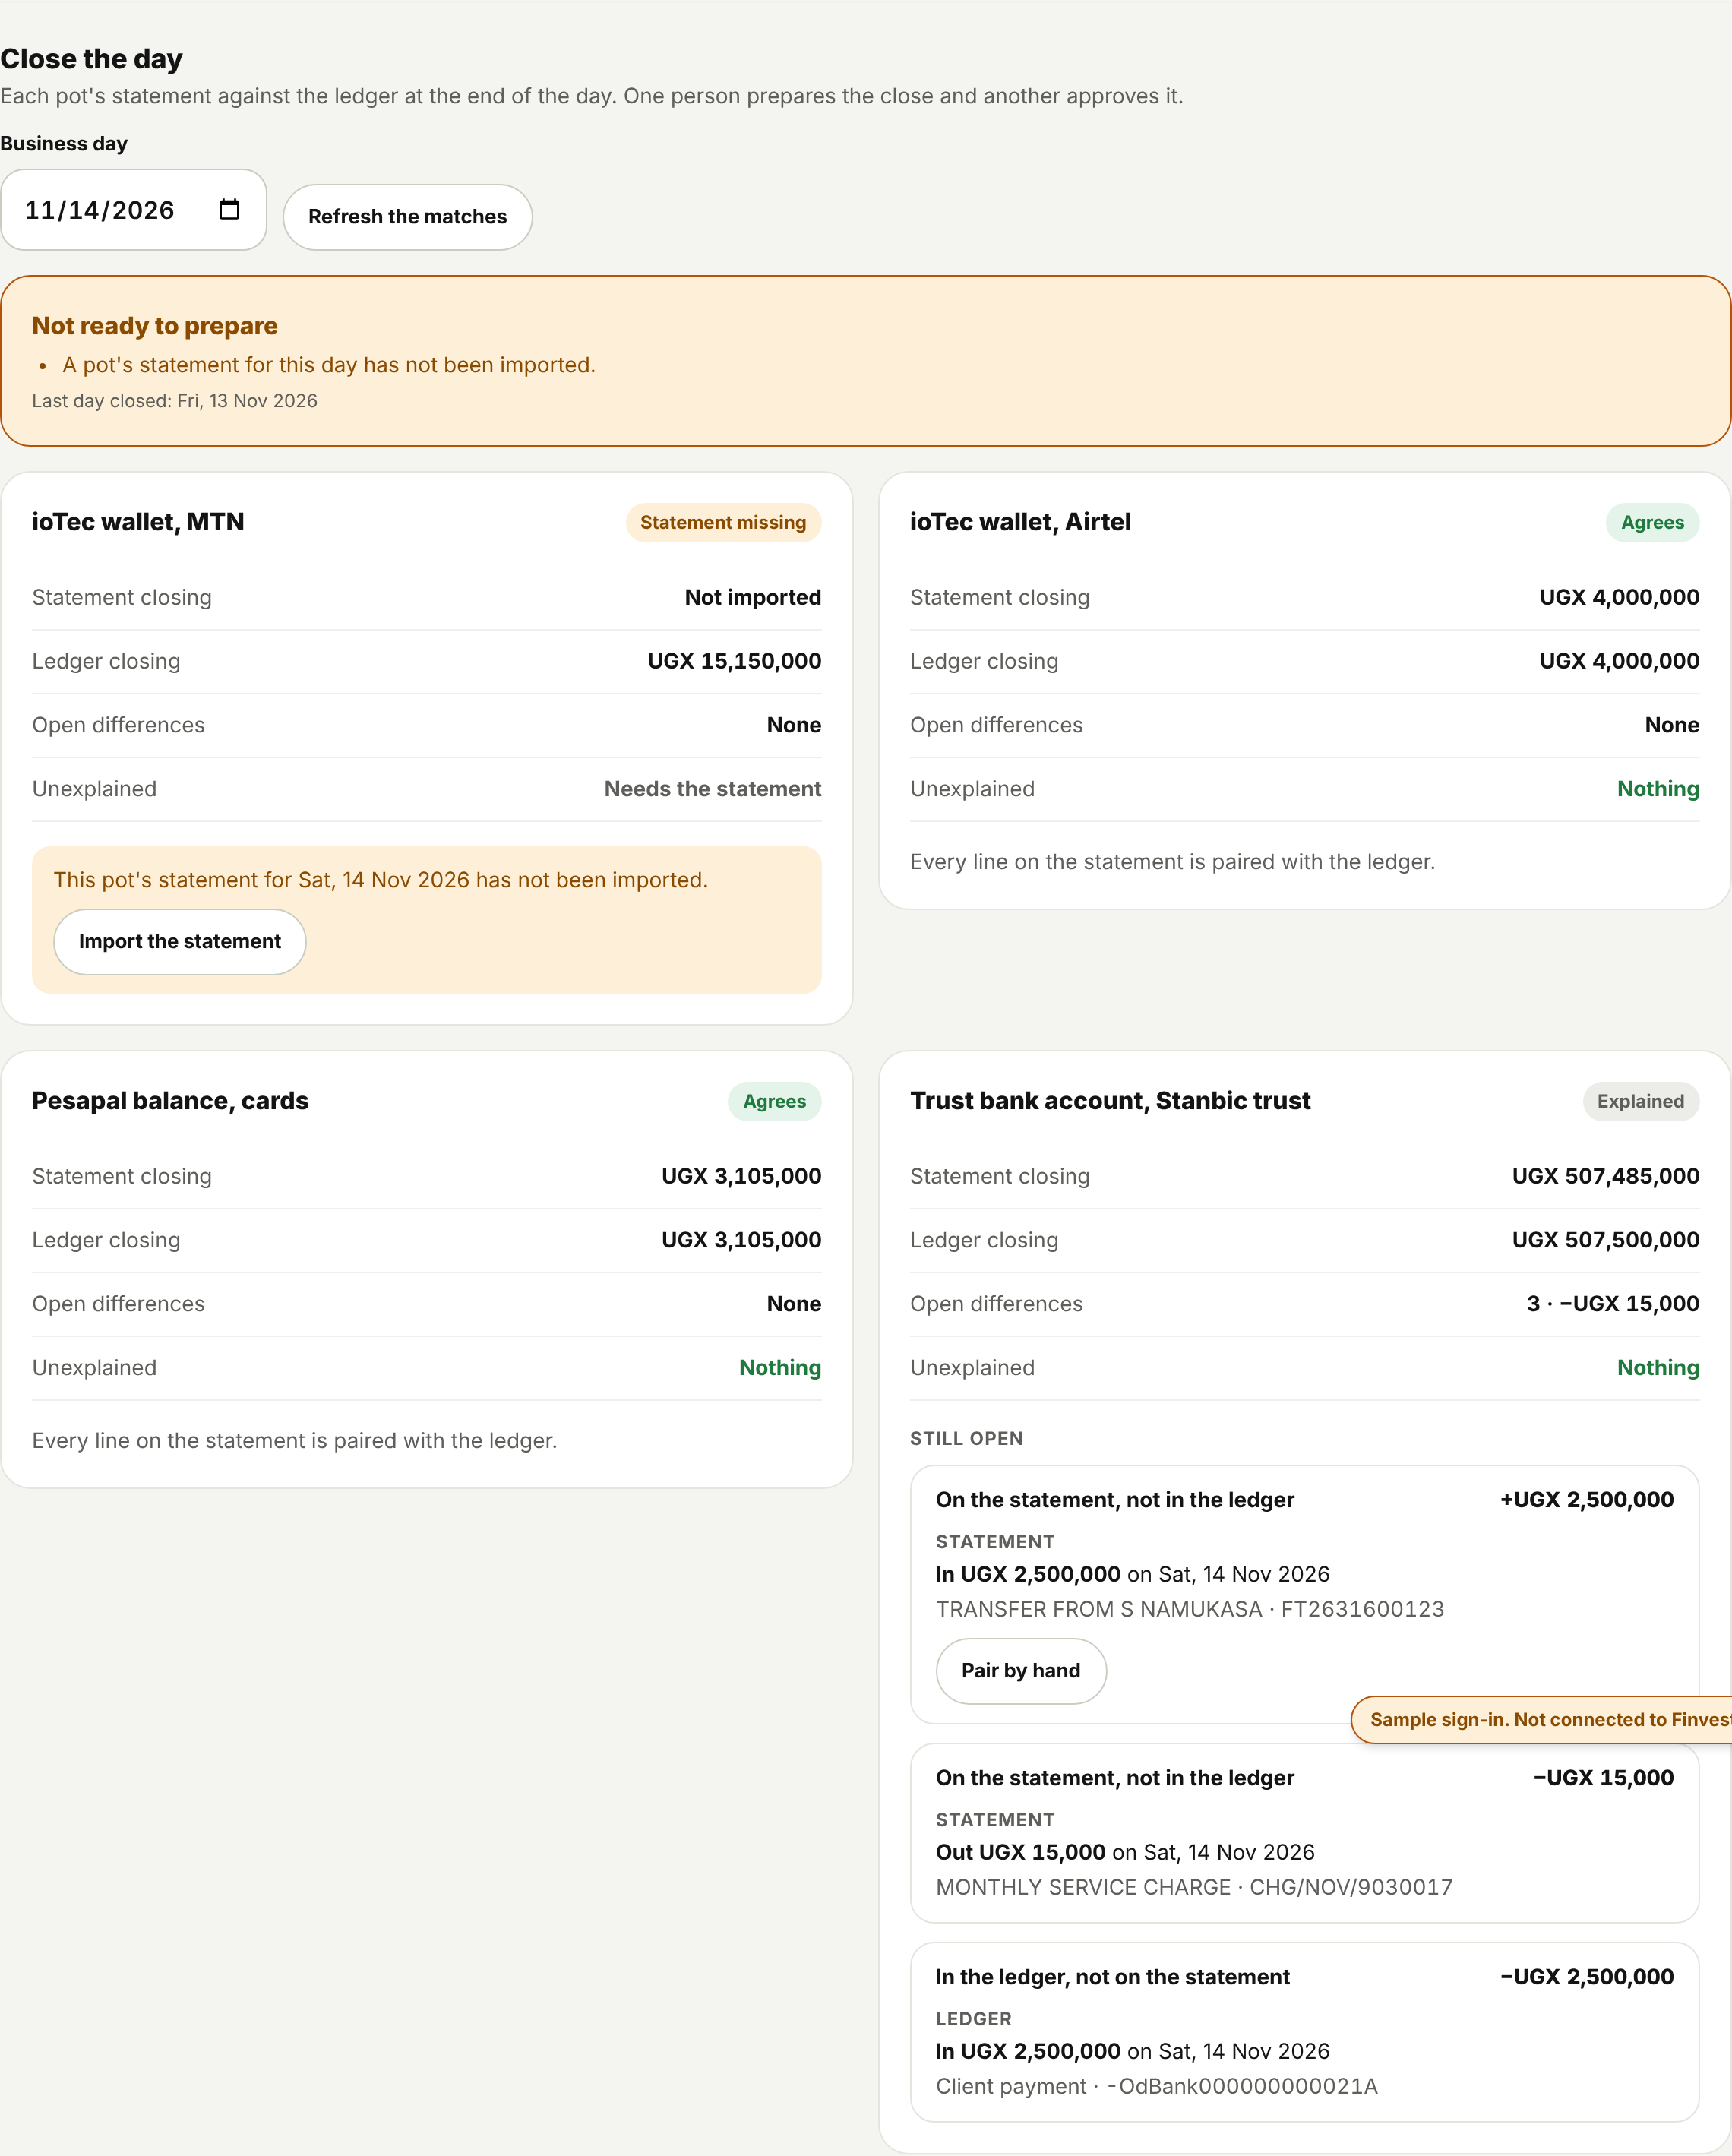 Close the day
Each pot's statement against the ledger at the end of the day. One person prepares the close and another approves it.
Business day
11/14/2026
Refresh the matches
Not ready to prepare
• A pot's statement for this day has not been imported.
Last day closed: Fri, 13 Nov 2026
ioTec wallet, MTN
Statement missing
Statement closing
Not imported
Ledger closing
UGX 15,150,000
Open differences
None
Unexplained
Needs the statement
This pot's statement for Sat, 14 Nov 2026 has not been imported.
Import the statement
ioTec wallet, Airtel
Agrees
Statement closing
UGX 4,000,000
Ledger closing
UGX 4,000,000
Open differences
None
Unexplained
Nothing
Every line on the statement is paired with the ledger.
Pesapal balance, cards
Agrees
Statement closing
UGX 3,105,000
Ledger closing
UGX 3,105,000
Open differences
None
Unexplained
Nothing
Every line on the statement is paired with the ledger.
Trust bank account, Stanbic trust
Explained
Statement closing
UGX 507,485,000
Ledger closing
UGX 507,500,000
Open differences
3 · −UGX 15,000
Unexplained
Nothing
STILL OPEN
On the statement, not in the ledger
+UGX 2,500,000
STATEMENT
In UGX 2,500,000 on Sat, 14 Nov 2026
TRANSFER FROM S NAMUKASA · FT2631600123
Pair by hand
Sample sign-in. Not connected to
On the statement, not in the ledger
−UGX 15,000
STATEMENT
Out UGX 15,000 on Sat, 14 Nov 2026
MONTHLY SERVICE CHARGE · CHG/NOV/9030017
In the ledger, not on the statement
−UGX 2,500,000
LEDGER
In UGX 2,500,000 on Sat, 14 Nov 2026
Client payment · -OdBank000000000021A